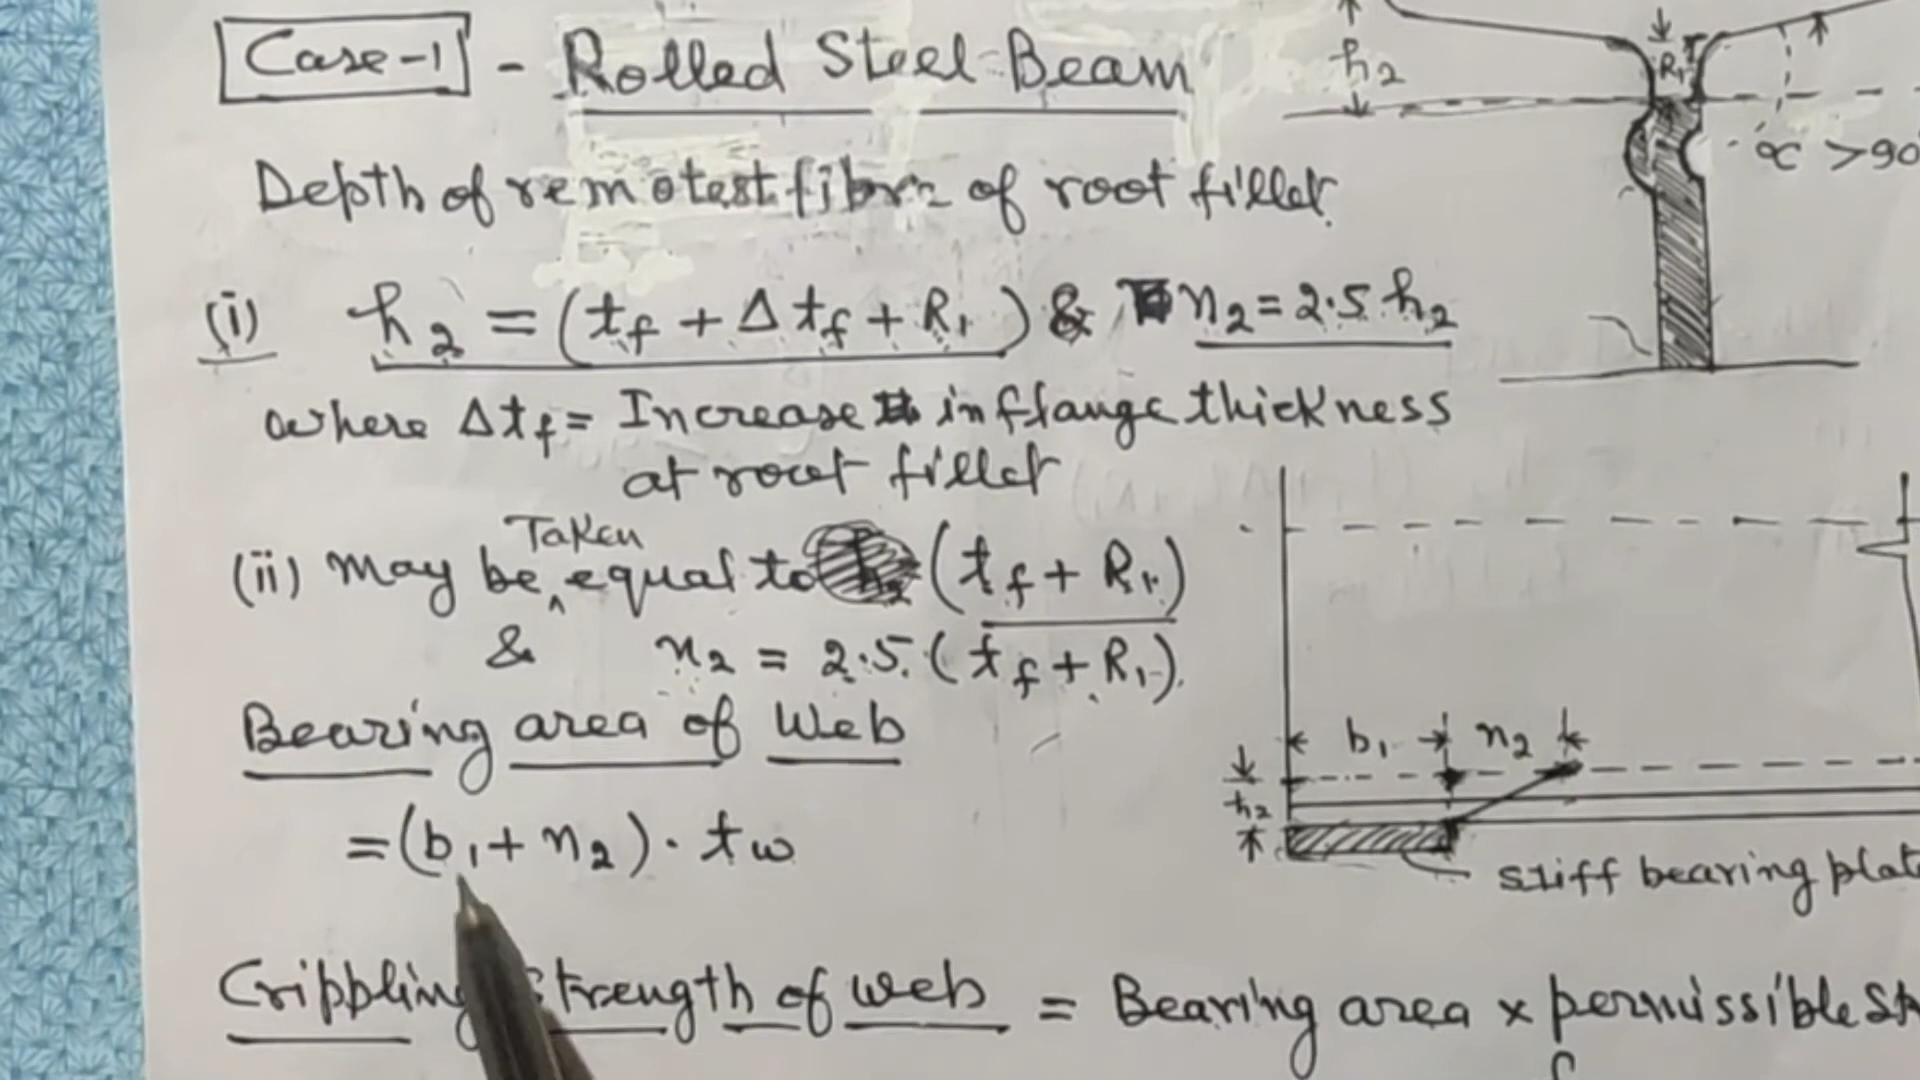 Case-1 - Rolled Steel Beam
Depth of remotest fibre of root fillet
(i) h2 = (tf + Δtf + R1) & n2 = 2.5 h2
where Δtf = Increase in flange thickness
at root fillet
(ii) May be Taken equal to (tf + R1)
& n2 = 2.5 (tf + R1)
Bearing area of Web
= (b1 + n2) · tw
Crippling Strength of web = Bearing area × permissible
h2
R1
α > 90
b1 n2
h2
stiff bearing plat